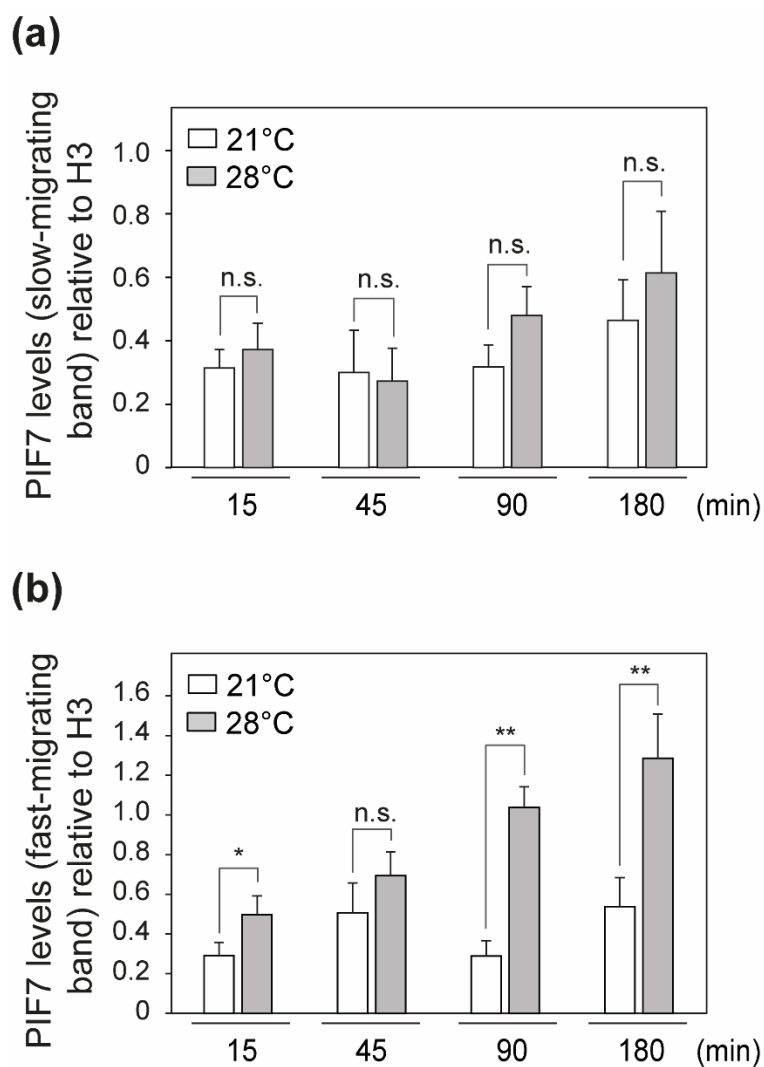 (a)
PIF7 levels (slow-migrating
band) relative to H3
1.0
0.8
0.6
0.4
0.2
0
21°C
28°C
n.s.
n.s.
n.s.
n.s.
15 45 90 180 (min)
(b)
PIF7 levels (fast-migrating
band) relative to H3
1.6
1.4
1.2
1.0
0.8
0.6
0.4
0.2
0
21°C
28°C
*
n.s.
**
**
15 45 90 180 (min)